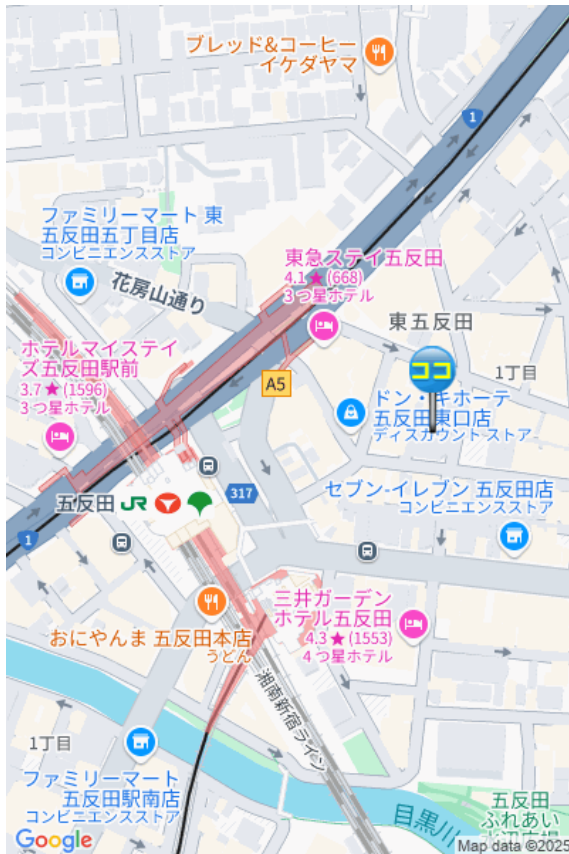 ブレッド&コーヒー
イケダヤマ
1
ファミリーマート 東
五反田五丁目店
コンビニエンスストア
花房山通り
東急ステイ五反田
4.1★(668)
3つ星ホテル
東五反田
ココ
1丁目
ホテルマイステイ
ズ五反田駅前
3.7★(1596)
3つ星ホテル
A5
ドン・キホーテ
五反田東口店
ディスカウントストア
五反田 JR
317
セブン-イレブン 五反田店
コンビニエンスストア
1
おにやんま 五反田本店
うどん
三井ガーデン
ホテル五反田
4.3★(1553)
4つ星ホテル
湘南新宿ライン
1丁目
ファミリーマート
五反田駅南店
コンビニエンスストア
目黒川
五反田
ふれあい
水辺広場
Google
Map data ©2025